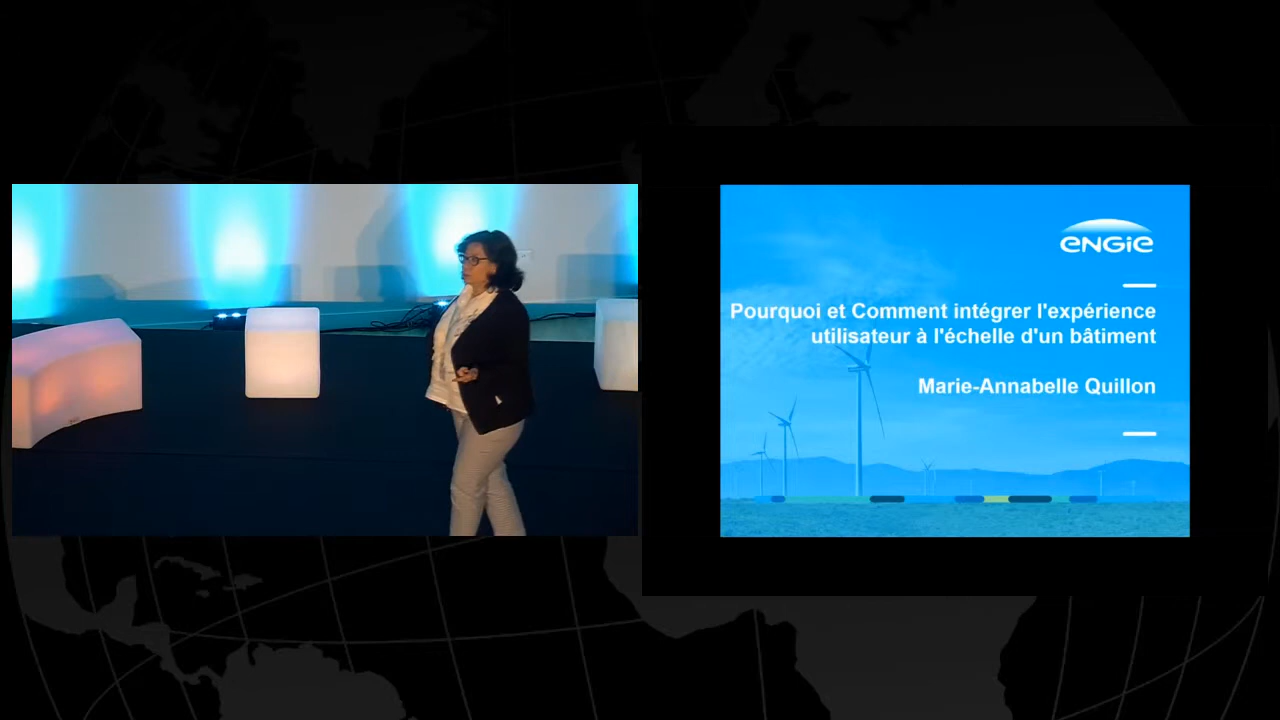 ENGIE
Pourquoi et Comment intégrer l'expérience
utilisateur à l'échelle d'un bâtiment
Marie-Annabelle Quillon